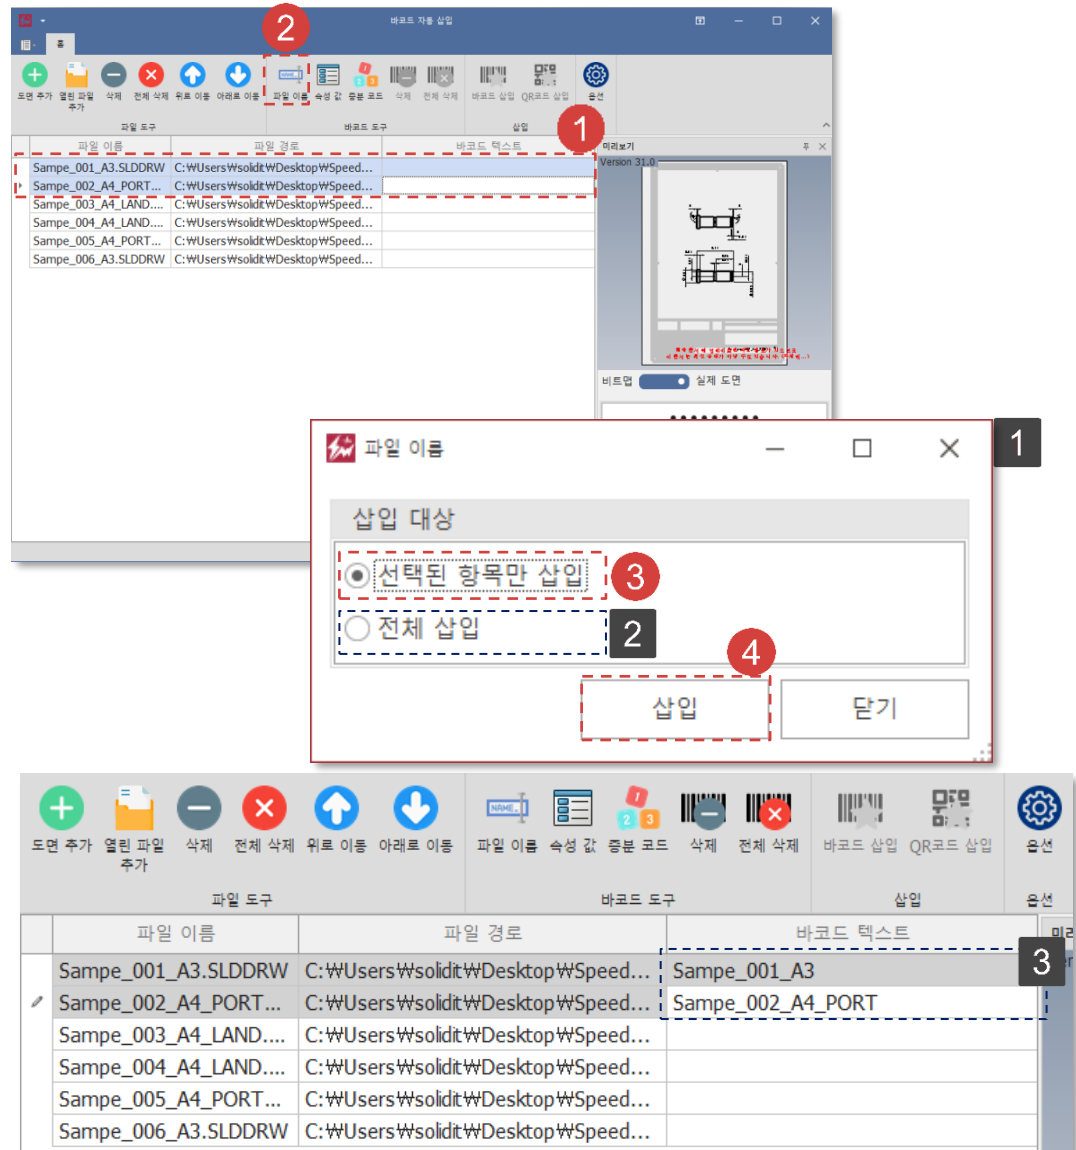 바코드 자동 삽입
2
홈
도면 추가 열린 파일 추가 삭제 전체 삭제 위로 이동 아래로 이동 파일 이름 속성 값 증분 코드 삭제 전체 삭제 바코드 삽입 QR코드 삽입 옵션
파일 도구 바코드 도구 삽입
1
파일 이름 파일 경로 바코드 텍스트 미리보기
Sampe_001_A3.SLDDRW C:₩Users₩solidit₩Desktop₩Speed... Version 31.0
Sampe_002_A4_PORT... C:₩Users₩solidit₩Desktop₩Speed...
Sampe_003_A4_LAND.... C:₩Users₩solidit₩Desktop₩Speed...
Sampe_004_A4_LAND.... C:₩Users₩solidit₩Desktop₩Speed...
Sampe_005_A4_PORT... C:₩Users₩solidit₩Desktop₩Speed...
Sampe_006_A3.SLDDRW C:₩Users₩solidit₩Desktop₩Speed...
비트맵 실제 도면
파일 이름 1
삽입 대상
선택된 항목만 삽입 3
전체 삽입 2
4
삽입 닫기
도면 추가 열린 파일 추가 삭제 전체 삭제 위로 이동 아래로 이동 NAME 파일 이름 속성 값 1 2 3 증분 코드 삭제 전체 삭제 바코드 삽입 QR코드 삽입 옵션
파일 도구 바코드 도구 삽입 옵션
파일 이름 파일 경로 바코드 텍스트 미리
Sampe_001_A3.SLDDRW C:₩Users₩solidit₩Desktop₩Speed... Sampe_001_A3 3
Sampe_002_A4_PORT... C:₩Users₩solidit₩Desktop₩Speed... Sampe_002_A4_PORT
Sampe_003_A4_LAND.... C:₩Users₩solidit₩Desktop₩Speed...
Sampe_004_A4_LAND.... C:₩Users₩solidit₩Desktop₩Speed...
Sampe_005_A4_PORT... C:₩Users₩solidit₩Desktop₩Speed...
Sampe_006_A3.SLDDRW C:₩Users₩solidit₩Desktop₩Speed...